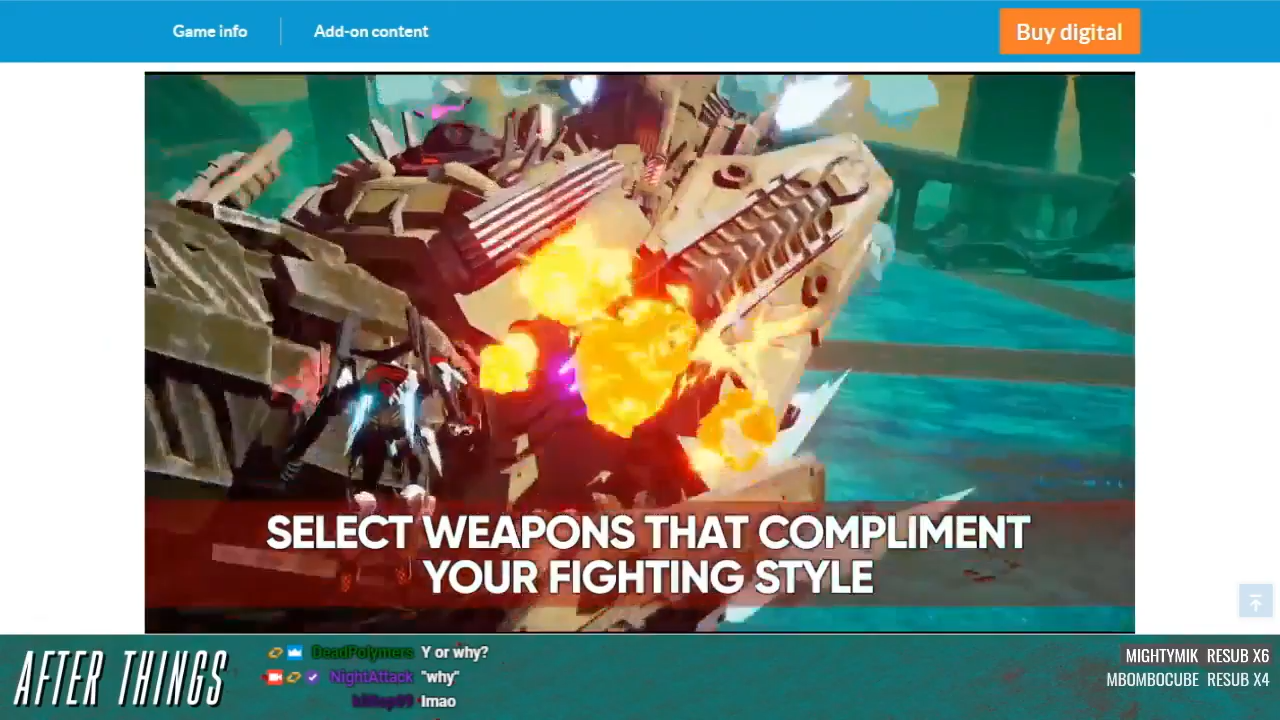 Game info
Add-on content
Buy digital
SELECT WEAPONS THAT COMPLIMENT
YOUR FIGHTING STYLE
AFTER THINGS
DeadPolymers Y or why?
NightAttack "why"
lmao
MIGHTYMIK RESUB X6
MBOMBOCUBE RESUB X4